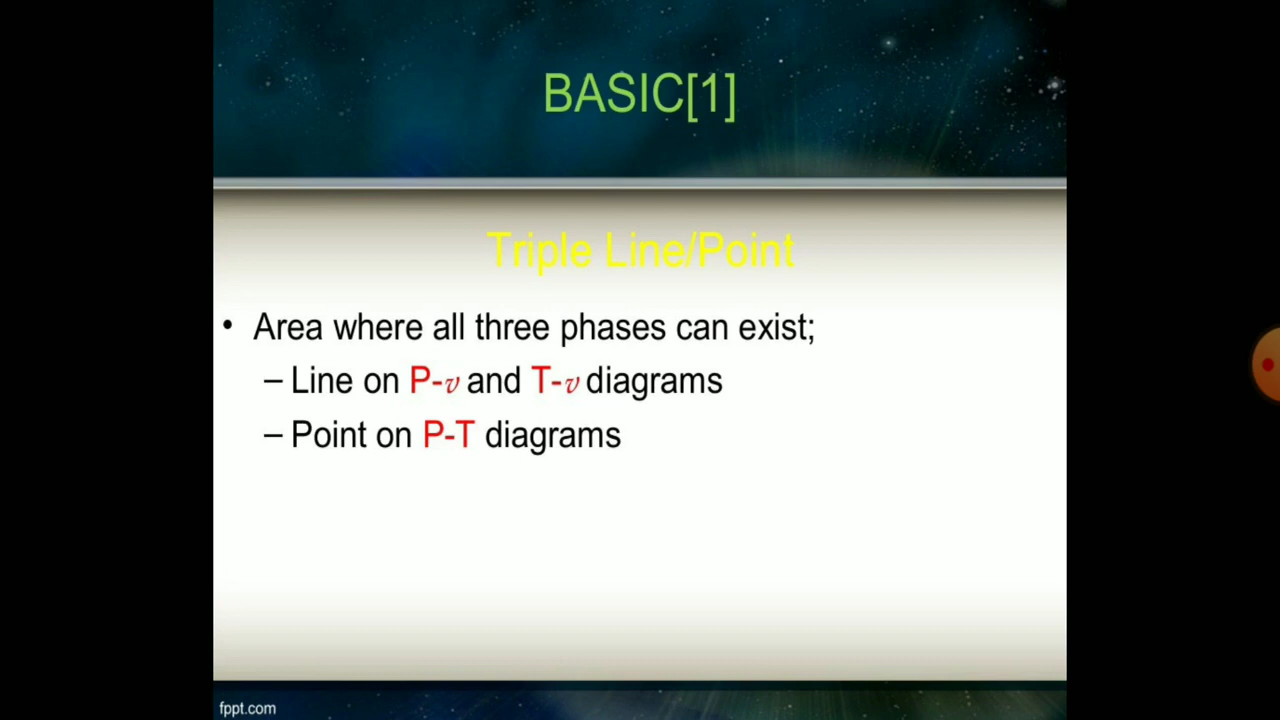 BASIC[1]
Triple Line/Point
• Area where all three phases can exist;
– Line on P-v and T-v diagrams
– Point on P-T diagrams
fppt.com